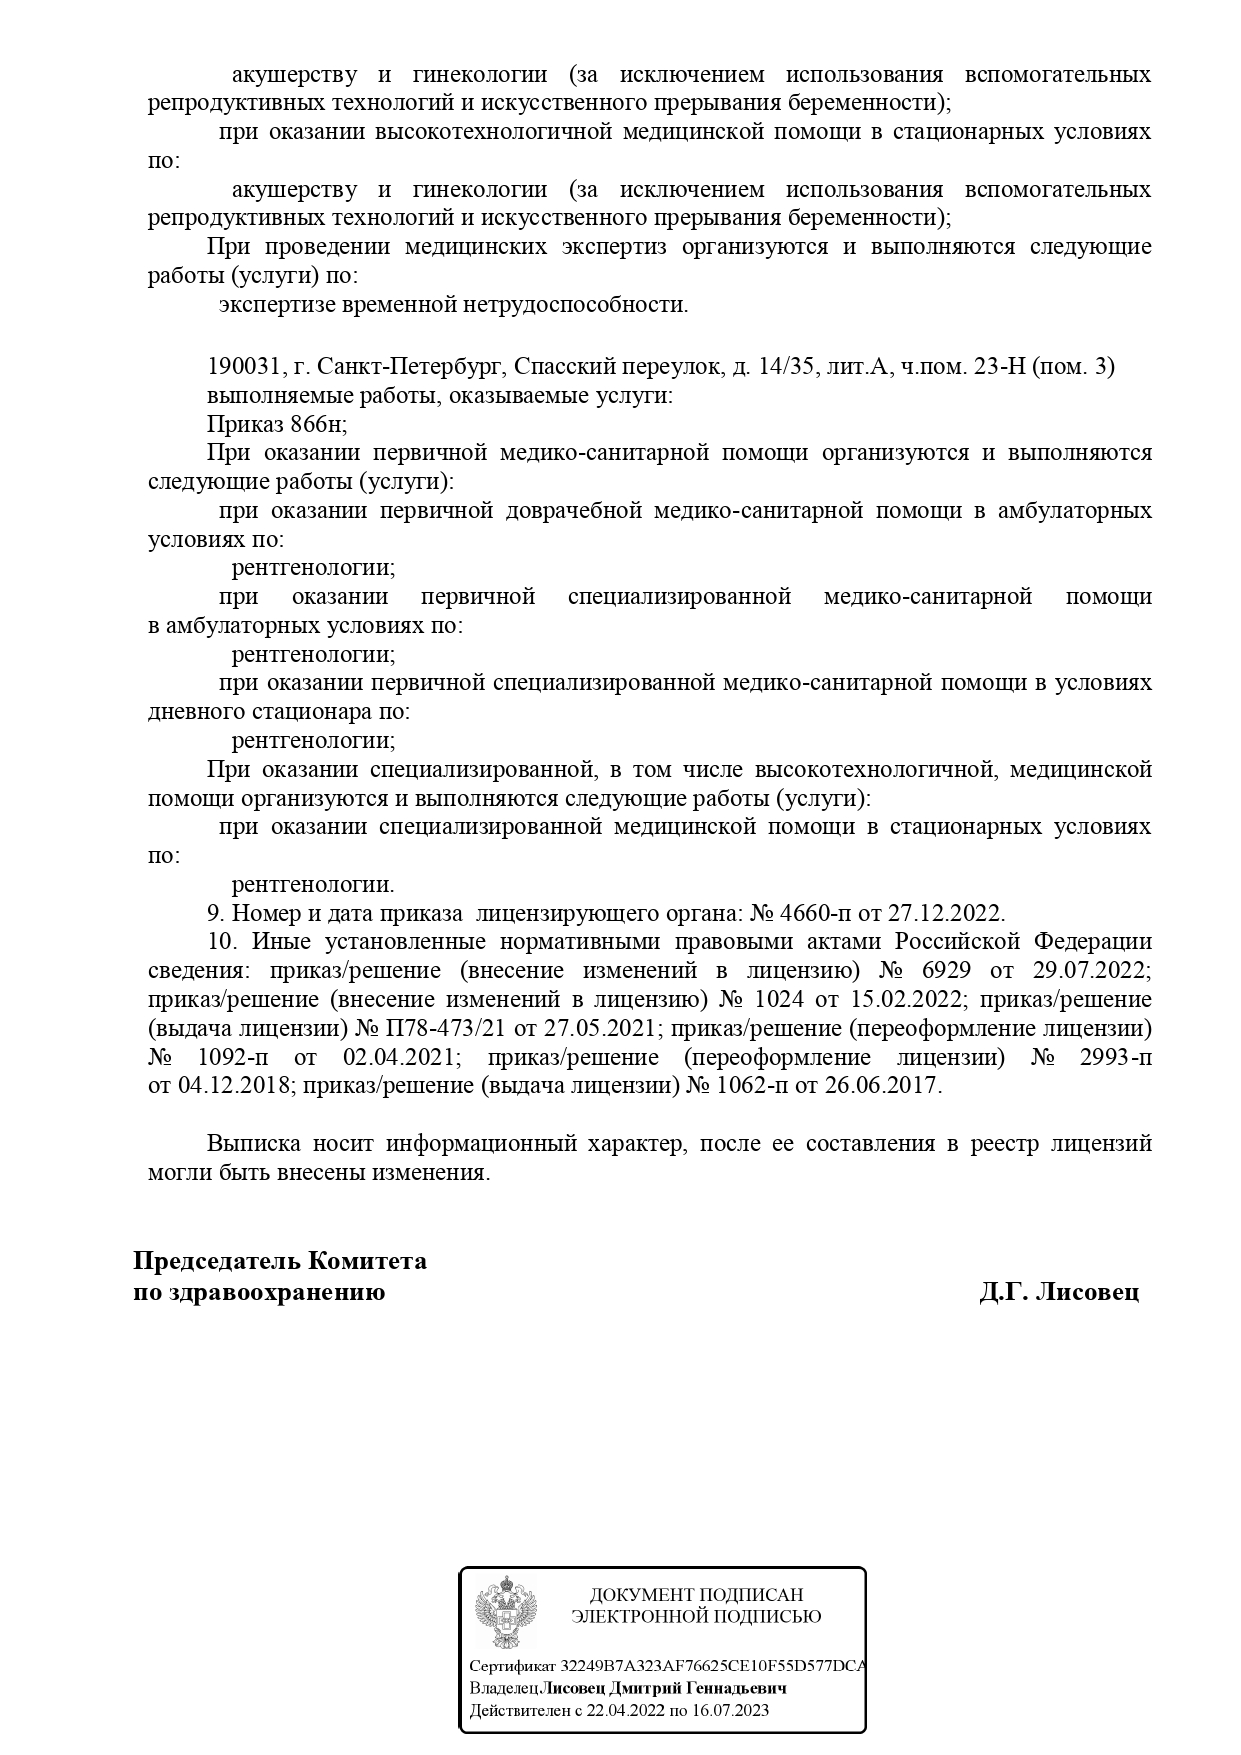 акушерству и гинекологии (за исключением использования вспомогательных
репродуктивных технологий и искусственного прерывания беременности);
при оказании высокотехнологичной медицинской помощи в стационарных условиях
по:
акушерству и гинекологии (за исключением использования вспомогательных
репродуктивных технологий и искусственного прерывания беременности);
При проведении медицинских экспертиз организуются и выполняются следующие
работы (услуги) по:
экспертизе временной нетрудоспособности.
190031, г. Санкт-Петербург, Спасский переулок, д. 14/35, лит.А, ч.пом. 23-Н (пом. 3)
выполняемые работы, оказываемые услуги:
Приказ 866н;
При оказании первичной медико-санитарной помощи организуются и выполняются
следующие работы (услуги):
при оказании первичной доврачебной медико-санитарной помощи в амбулаторных
условиях по:
рентгенологии;
при оказании первичной специализированной медико-санитарной помощи
в амбулаторных условиях по:
рентгенологии;
при оказании первичной специализированной медико-санитарной помощи в условиях
дневного стационара по:
рентгенологии;
При оказании специализированной, в том числе высокотехнологичной, медицинской
помощи организуются и выполняются следующие работы (услуги):
при оказании специализированной медицинской помощи в стационарных условиях
по:
рентгенологии.
9. Номер и дата приказа лицензирующего органа: № 4660-п от 27.12.2022.
10. Иные установленные нормативными правовыми актами Российской Федерации
сведения: приказ/решение (внесение изменений в лицензию) № 6929 от 29.07.2022;
приказ/решение (внесение изменений в лицензию) № 1024 от 15.02.2022; приказ/решение
(выдача лицензии) № П78-473/21 от 27.05.2021; приказ/решение (переоформление лицензии)
№ 1092-п от 02.04.2021; приказ/решение (переоформление лицензии) № 2993-п
от 04.12.2018; приказ/решение (выдача лицензии) № 1062-п от 26.06.2017.
Выписка носит информационный характер, после ее составления в реестр лицензий
могли быть внесены изменения.
Председатель Комитета
по здравоохранению Д.Г. Лисовец
ДОКУМЕНТ ПОДПИСАН
ЭЛЕКТРОННОЙ ПОДПИСЬЮ
Сертификат 32249B7A323AF76625CE10F55D577DCA
Владелец Лисовец Дмитрий Геннадьевич
Действителен с 22.04.2022 по 16.07.2023